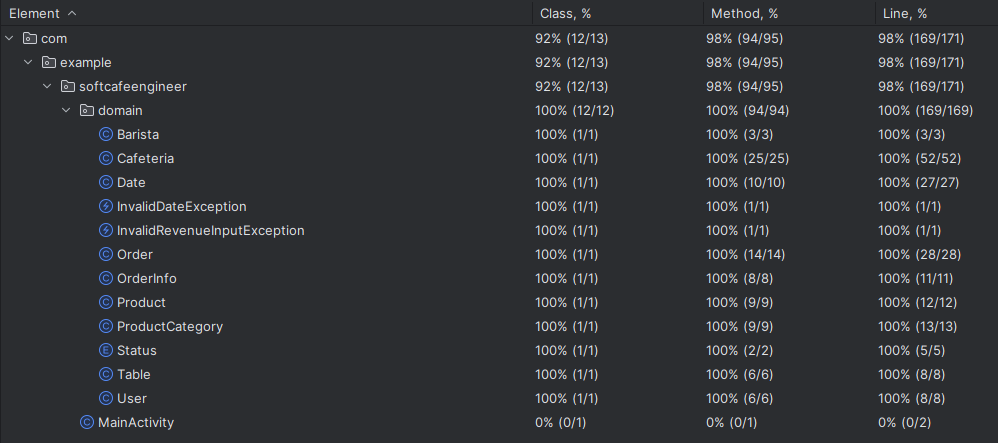 Element Class, % Method, % Line, %
com 92% (12/13) 98% (94/95) 98% (169/171)
example 92% (12/13) 98% (94/95) 98% (169/171)
softcafeengineer 92% (12/13) 98% (94/95) 98% (169/171)
domain 100% (12/12) 100% (94/94) 100% (169/169)
C Barista 100% (1/1) 100% (3/3) 100% (3/3)
C Cafeteria 100% (1/1) 100% (25/25) 100% (52/52)
C Date 100% (1/1) 100% (10/10) 100% (27/27)
InvalidDateException 100% (1/1) 100% (1/1) 100% (1/1)
InvalidRevenueInputException 100% (1/1) 100% (1/1) 100% (1/1)
C Order 100% (1/1) 100% (14/14) 100% (28/28)
C OrderInfo 100% (1/1) 100% (8/8) 100% (11/11)
C Product 100% (1/1) 100% (9/9) 100% (12/12)
C ProductCategory 100% (1/1) 100% (9/9) 100% (13/13)
E Status 100% (1/1) 100% (2/2) 100% (5/5)
C Table 100% (1/1) 100% (6/6) 100% (8/8)
C User 100% (1/1) 100% (6/6) 100% (8/8)
C MainActivity 0% (0/1) 0% (0/1) 0% (0/2)